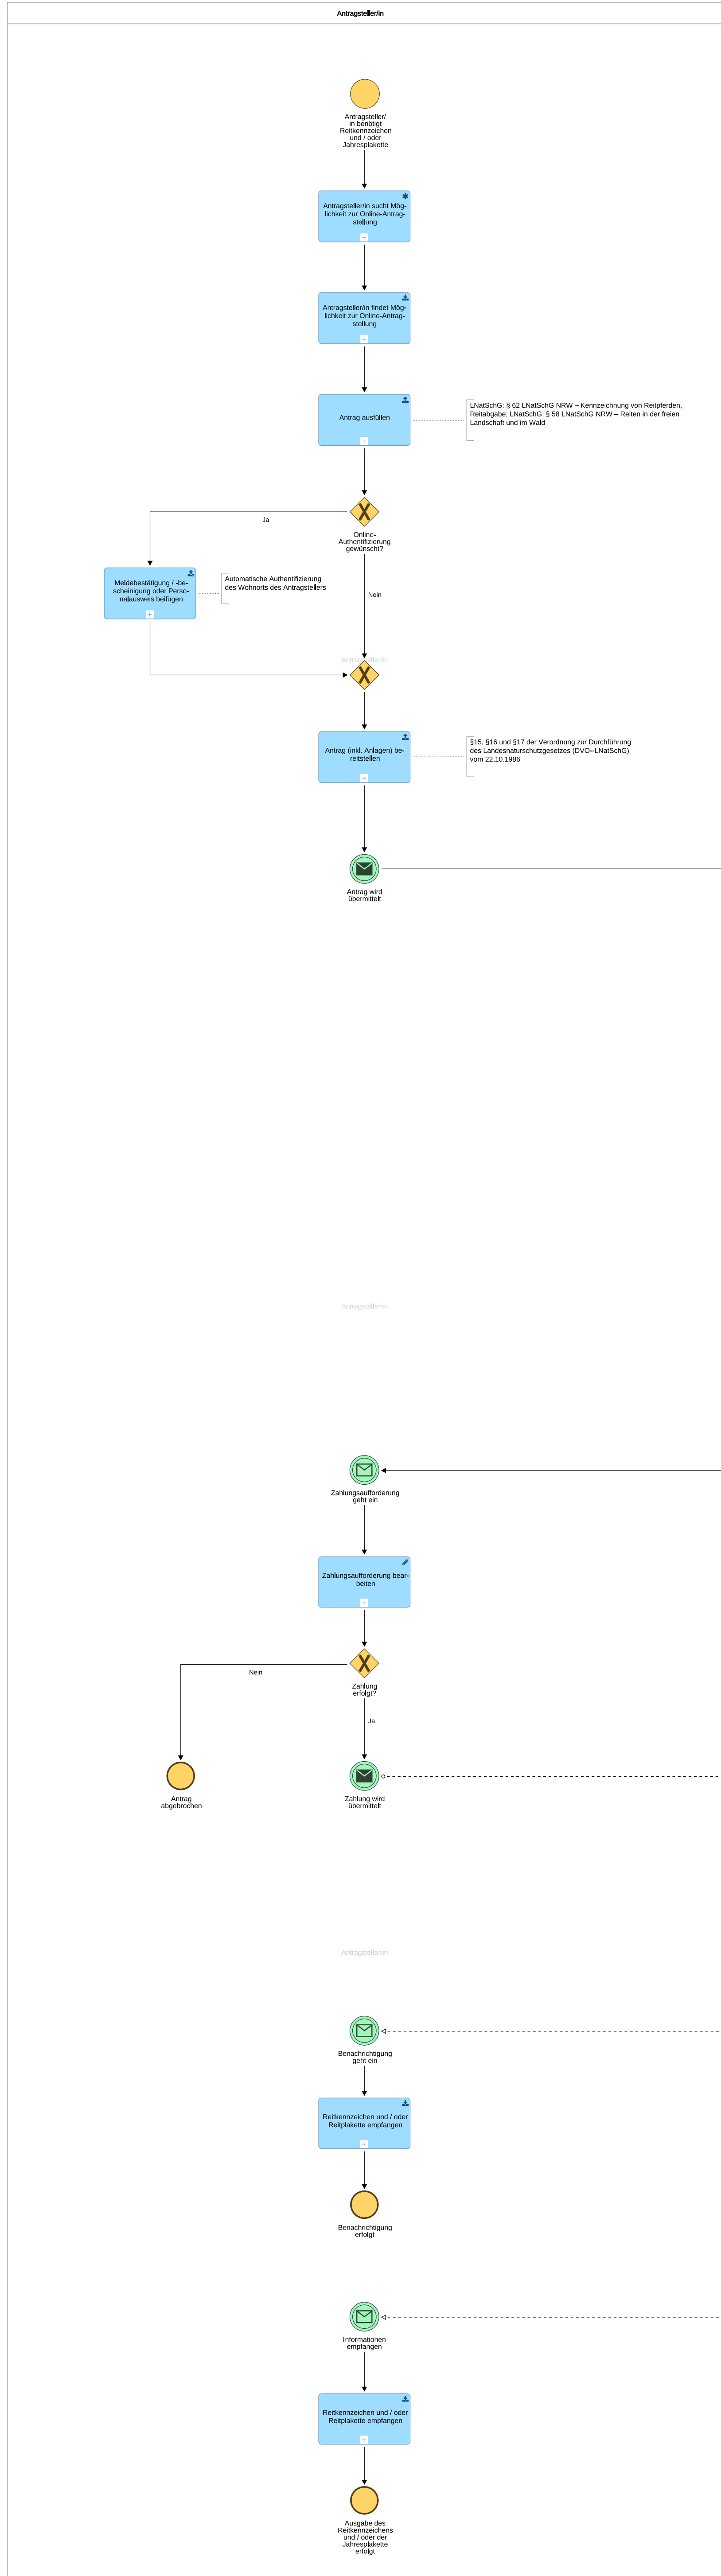 Antragsteller/in
Antragsteller/
in benötigt
Reitkennzeichen
und / oder
Jahresplakette
Antragsteller/in sucht Mög-
lichkeit zur Online-Antrag-
stellung
Antragsteller/in findet Mög-
lichkeit zur Online-Antrag-
stellung
Antrag ausfüllen
LNatSchG: § 62 LNatSchG NRW – Kennzeichnung von Reitpferden,
Reitabgabe; LNatSchG: § 58 LNatSchG NRW – Reiten in der freien
Landschaft und im Wald
Ja
Online-
Authentifizierung
gewünscht?
Meldebestätigung / -be-
scheinigung oder Perso-
nalausweis beifügen
Automatische Authentifizierung
des Wohnorts des Antragstellers
Nein
Antragsteller/in
Antrag (inkl. Anlagen) be-
reitstellen
§15, §16 und §17 der Verordnung zur Durchführung
des Landesnaturschutzgesetzes (DVO--LNatSchG)
vom 22.10.1986
Antrag wird
übermittelt
Antragsteller/in
Zahlungsaufforderung
geht ein
Zahlungsaufforderung bear-
beiten
Nein
Zahlung
erfolgt?
Ja
Antrag
abgebrochen
Zahlung wird
übermittelt
Antragsteller/in
Benachrichtigung
geht ein
Reitkennzeichen und / oder
Reitplakette empfangen
Benachrichtigung
erfolgt
Informationen
empfangen
Reitkennzeichen und / oder
Reitplakette empfangen
Ausgabe des
Reitkennzeichens
und / oder der
Jahresplakette
erfolgt